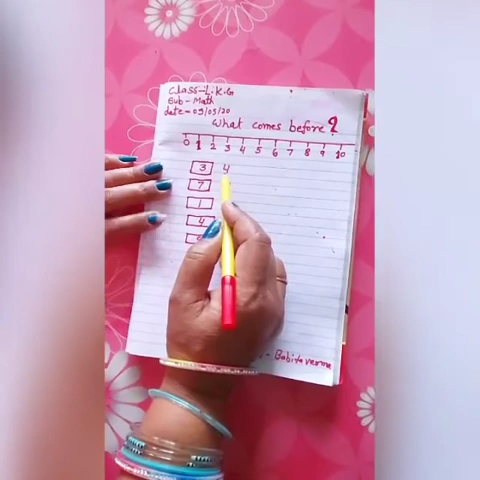 Class-L.K.G
Sub- Math
date- 09/05/20
What comes before?
0 1 2 3 4 5 6 7 8 9 10
3 4
7
1
4
- Babita verma